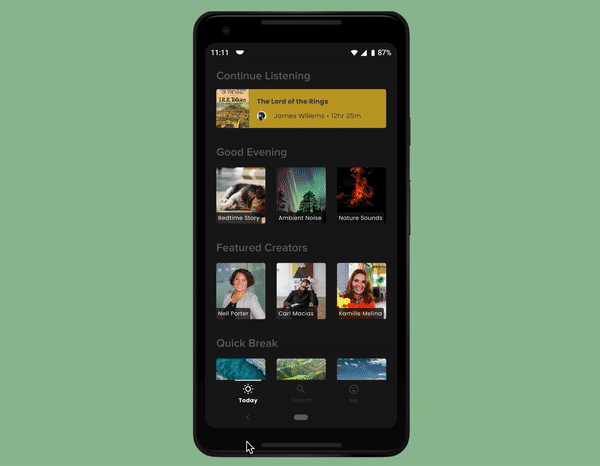 11:11
87%
Continue Listening
J.R.R. Tolkien
The Lord of the Rings
James Willems • 12hr 25m
Good Evening
Bedtime Story
Ambient Noise
Nature Sounds
Featured Creators
Nell Porter
Carl Macias
Kamille Melina
Quick Break
Today
Search
Me